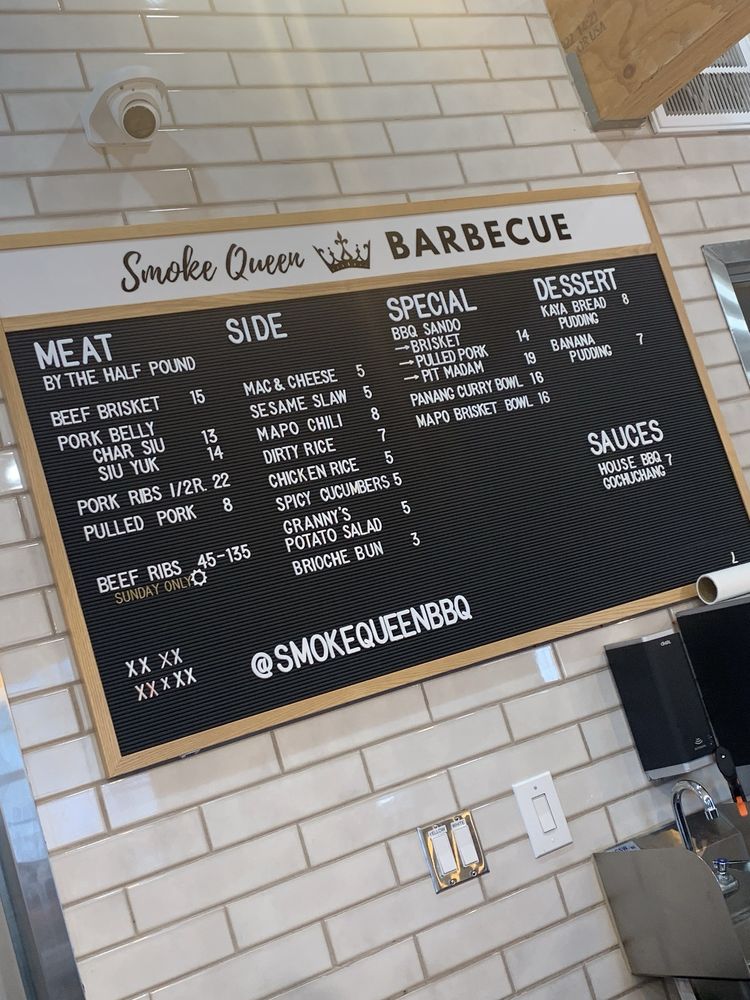 Smoke Queen BARBECUE
MEAT
BY THE HALF POUND
BEEF BRISKET 15
PORK BELLY
CHAR SIU 13
SIU YUK 14
PORK RIBS 1/2R. 22
PULLED PORK 8
BEEF RIBS 45-135
SUNDAY ONLY
XX XX
XX X XX
SIDE
MAC & CHEESE 5
SESAME SLAW 5
MAPO CHILI 8
DIRTY RICE 7
CHICKEN RICE 5
SPICY CUCUMBERS 5
GRANNY'S
POTATO SALAD 5
BRIOCHE BUN 3
@SMOKEQUEENBBQ
SPECIAL
BBQ SANDO
→BRISKET
→PULLED PORK 14
→PIT MADAM 19
PANANG CURRY BOWL 16
MAPO BRISKET BOWL 16
DESSERT
KAYA BREAD 8
PUDDING
BANANA 7
PUDDING
SAUCES
HOUSE BBQ
GOCHUCHANG 7
YELLOW
WHITE